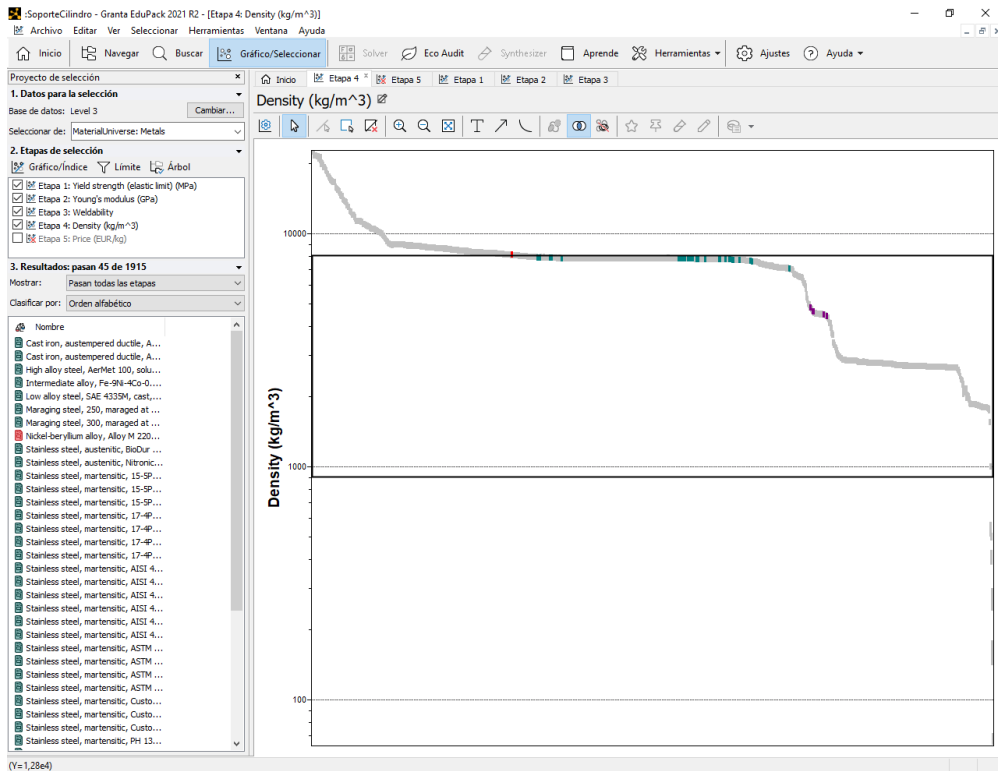 :SoporteCilindro - Granta EduPack 2021 R2 - [Etapa 4: Density (kg/m^3)]
Archivo Editar Ver Seleccionar Herramientas Ventana Ayuda
Inicio Navegar Buscar Gráfico/Seleccionar Solver Eco Audit Synthesizer Aprende Herramientas Ajustes Ayuda
Proyecto de selección
1. Datos para la selección
Base de datos: Level 3 Cambiar...
Seleccionar de: MaterialUniverse: Metals
2. Etapas de selección
Gráfico/Índice Límite Árbol
Etapa 1: Yield strength (elastic limit) (MPa)
Etapa 2: Young's modulus (GPa)
Etapa 3: Weldability
Etapa 4: Density (kg/m^3)
Etapa 5: Price (EUR/kg)
3. Resultados: pasan 45 de 1915
Mostrar: Pasan todas las etapas
Clasificar por: Orden alfabético
Nombre
Cast iron, austempered ductile, A...
Cast iron, austempered ductile, A...
High alloy steel, AerMet 100, solu...
Intermediate alloy, Fe-9Ni-4Co-0....
Low alloy steel, SAE 4335M, cast,...
Maraging steel, 250, maraged at ...
Maraging steel, 300, maraged at ...
Nickel-beryllium alloy, Alloy M 220...
Stainless steel, austenitic, BioDur ...
Stainless steel, austenitic, Nitronic...
Stainless steel, martensitic, 15-5P...
Stainless steel, martensitic, 15-5P...
Stainless steel, martensitic, 15-5P...
Stainless steel, martensitic, 17-4P...
Stainless steel, martensitic, 17-4P...
Stainless steel, martensitic, 17-4P...
Stainless steel, martensitic, 17-4P...
Stainless steel, martensitic, AISI 4...
Stainless steel, martensitic, AISI 4...
Stainless steel, martensitic, AISI 4...
Stainless steel, martensitic, AISI 4...
Stainless steel, martensitic, AISI 4...
Stainless steel, martensitic, AISI 4...
Stainless steel, martensitic, ASTM ...
Stainless steel, martensitic, ASTM ...
Stainless steel, martensitic, ASTM ...
Stainless steel, martensitic, ASTM ...
Stainless steel, martensitic, Custo...
Stainless steel, martensitic, Custo...
Stainless steel, martensitic, Custo...
Stainless steel, martensitic, PH 13...
(Y=1,28e4)
Inicio Etapa 4 Etapa 5 Etapa 1 Etapa 2 Etapa 3
Density (kg/m^3)
Density (kg/m^3)
10000
1000
100